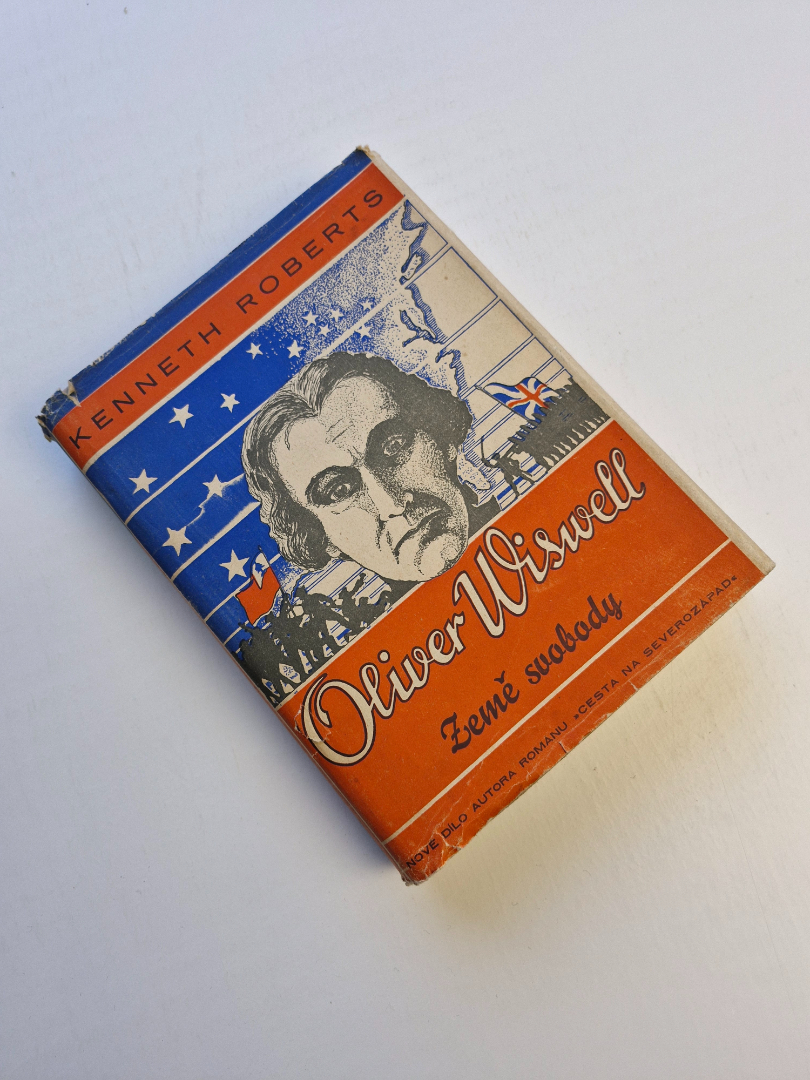 KENNETH ROBERTS
Oliver Wiswell
Země svobody
NOVÉ DÍLO AUTORA ROMÁNU »CESTA NA SEVEROZÁPAD«